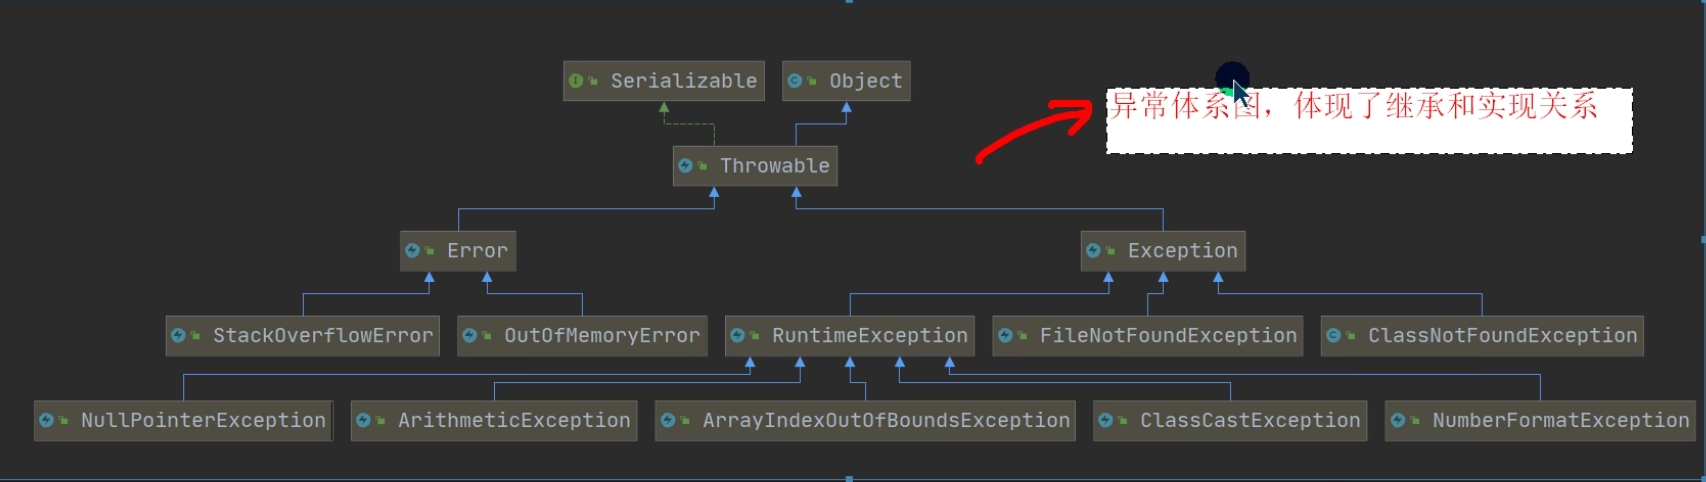 Serializable
Object
异常体系图，体现了继承和实现关系
Throwable
Error
Exception
StackOverflowError
OutOfMemoryError
RuntimeException
FileNotFoundException
ClassNotFoundException
NullPointerException
ArithmeticException
ArrayIndexOutOfBoundsException
ClassCastException
NumberFormatException